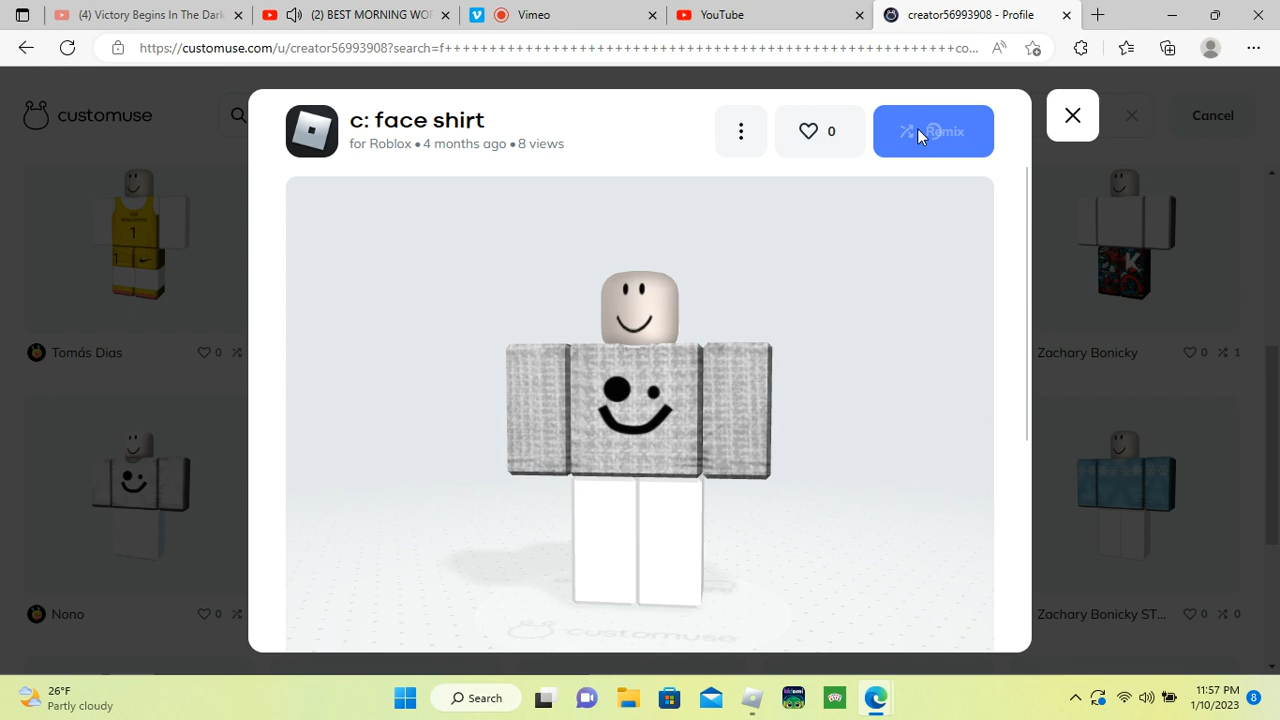 (4) Victory Begins In The Dark
(2) BEST MORNING WO
Vimeo
YouTube
creator56993908 - Profile
https://customuse.com/u/creator56993908?search=f++++++++++++++++++++++++++++++++++++++++++++++++++++++++++++co...
customuse
Cancel
c: face shirt
for Roblox • 4 months ago • 8 views
0
Remix
1
K
Tomás Dias
0
Zachary Bonicky
0
1
Nono
0
Zachary Bonicky ST...
0
0
customuse
26°F
Partly cloudy
Search
kidomi
11:57 PM
1/10/2023
8